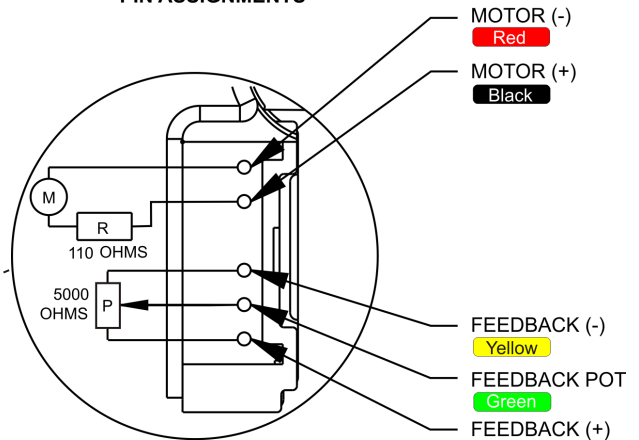 PIN ASSIGNMENTS
MOTOR (-)
Red
MOTOR (+)
Black
M
R
110 OHMS
5000
OHMS
P
FEEDBACK (-)
Yellow
FEEDBACK POT
Green
FEEDBACK (+)